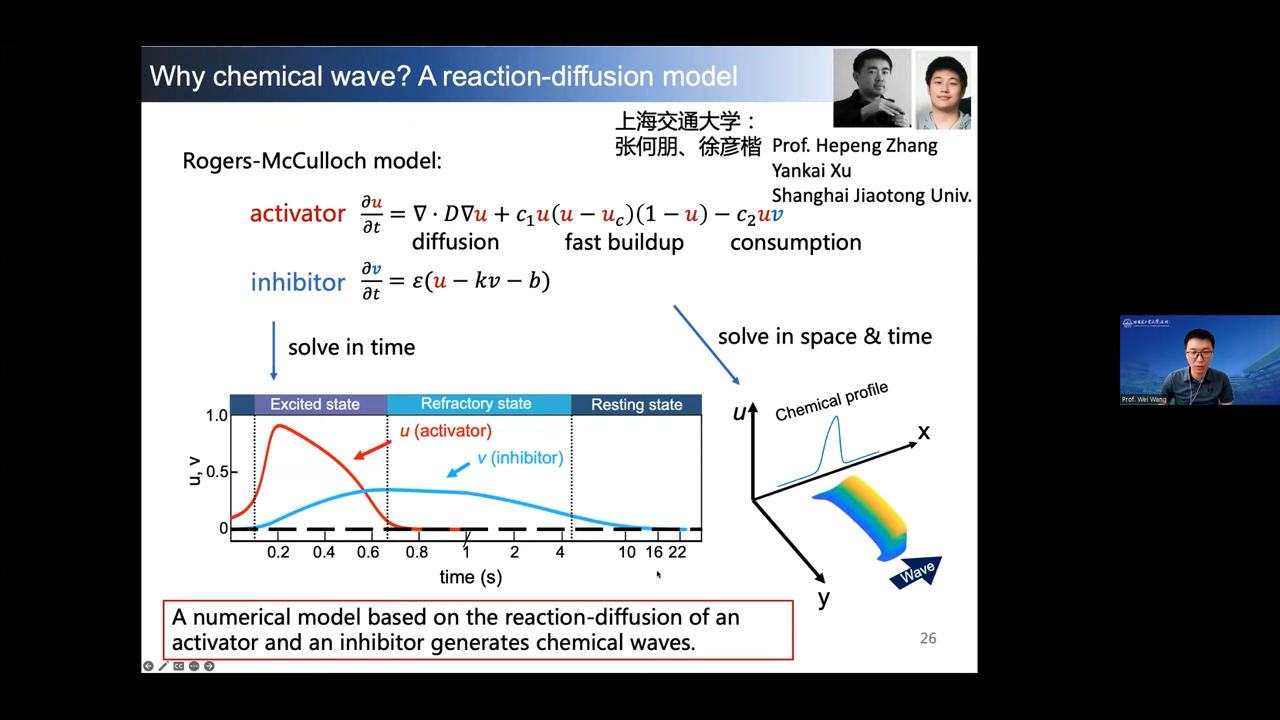 Why chemical wave? A reaction-diffusion model
上海交通大学：
张何朋、徐彦楷
Prof. Hepeng Zhang
Yankai Xu
Shanghai Jiaotong Univ.
Rogers-McCulloch model:
activator ∂u/∂t = ∇ · D∇u + c₁u(u − u_c)(1 − u) − c₂uv
diffusion fast buildup consumption
inhibitor ∂v/∂t = ε(u − kv − b)
solve in time
solve in space & time
Excited state Refractory state Resting state
1.0
0.5
0
u, v
u (activator)
v (inhibitor)
0.2 0.4 0.6 0.8 1 2 4 10 16 22
time (s)
u
Chemical profile
x
y
Wave
A numerical model based on the reaction-diffusion of an
activator and an inhibitor generates chemical waves.
26
Prof. Wei Wang